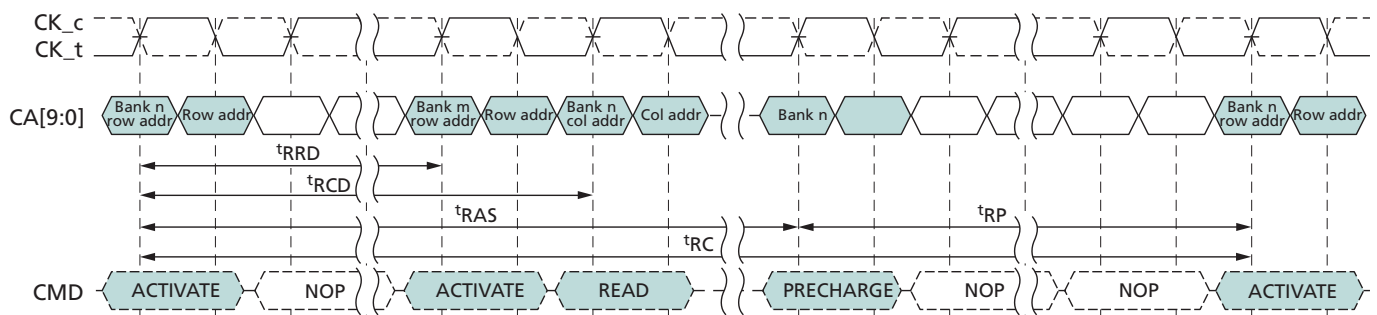 CK_c
CK_t
CA[9:0]
Bank n row addr
Row addr
Bank m row addr
Row addr
Bank n col addr
Col addr
Bank n
Bank n row addr
Row addr
tRRD
tRCD
tRAS
tRP
tRC
CMD
ACTIVATE
NOP
ACTIVATE
READ
PRECHARGE
NOP
NOP
ACTIVATE